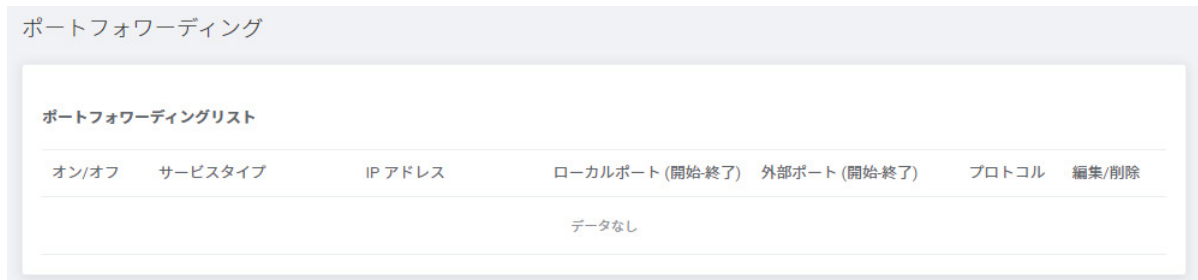 ポートフォワーディング
ポートフォワーディングリスト
オン/オフ サービスタイプ IP アドレス ローカルポート (開始-終了) 外部ポート (開始-終了) プロトコル 編集/削除
データなし